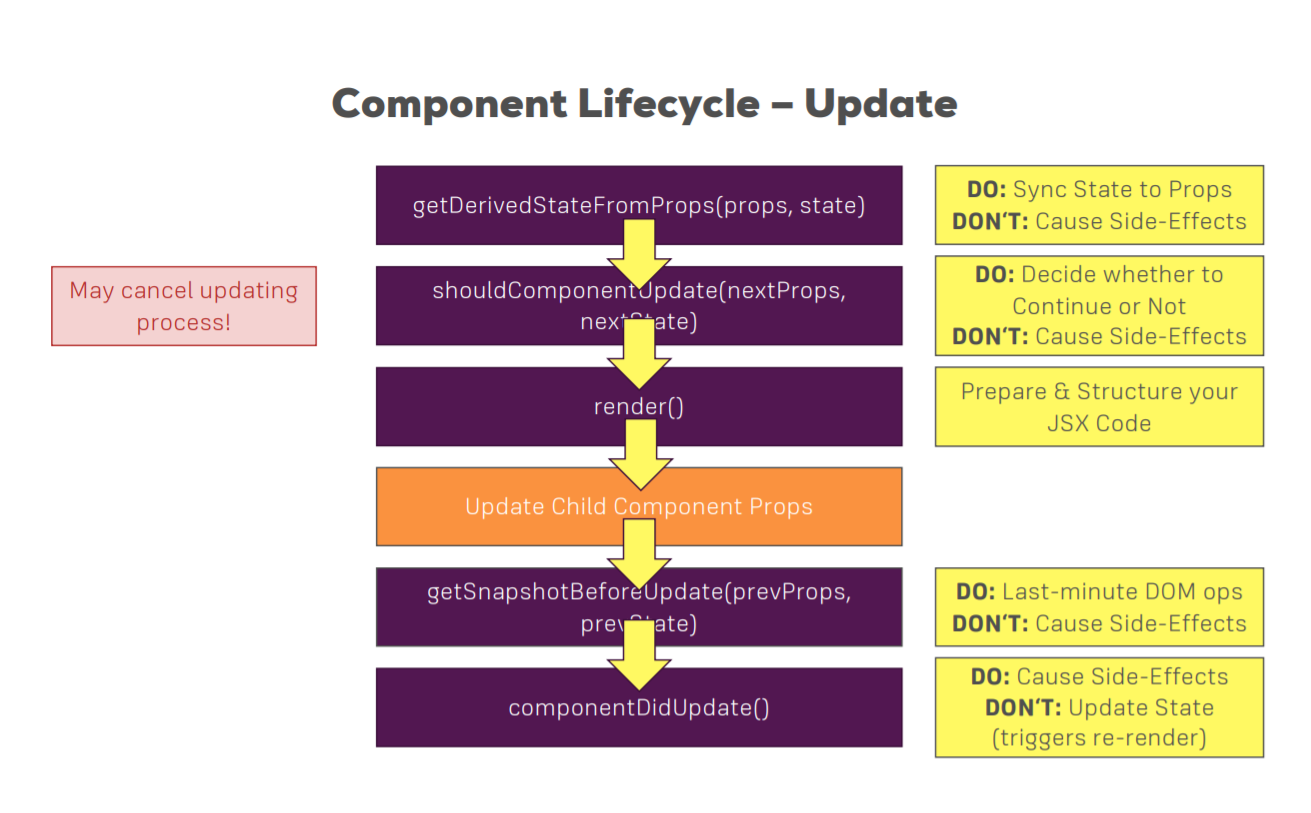 Component Lifecycle – Update
getDerivedStateFromProps(props, state)
DO: Sync State to Props
DON'T: Cause Side-Effects
May cancel updating
process!
shouldComponentUpdate(nextProps,
nextState)
DO: Decide whether to
Continue or Not
DON'T: Cause Side-Effects
render()
Prepare & Structure your
JSX Code
Update Child Component Props
getSnapshotBeforeUpdate(prevProps,
prevState)
DO: Last-minute DOM ops
DON'T: Cause Side-Effects
componentDidUpdate()
DO: Cause Side-Effects
DON'T: Update State
(triggers re-render)